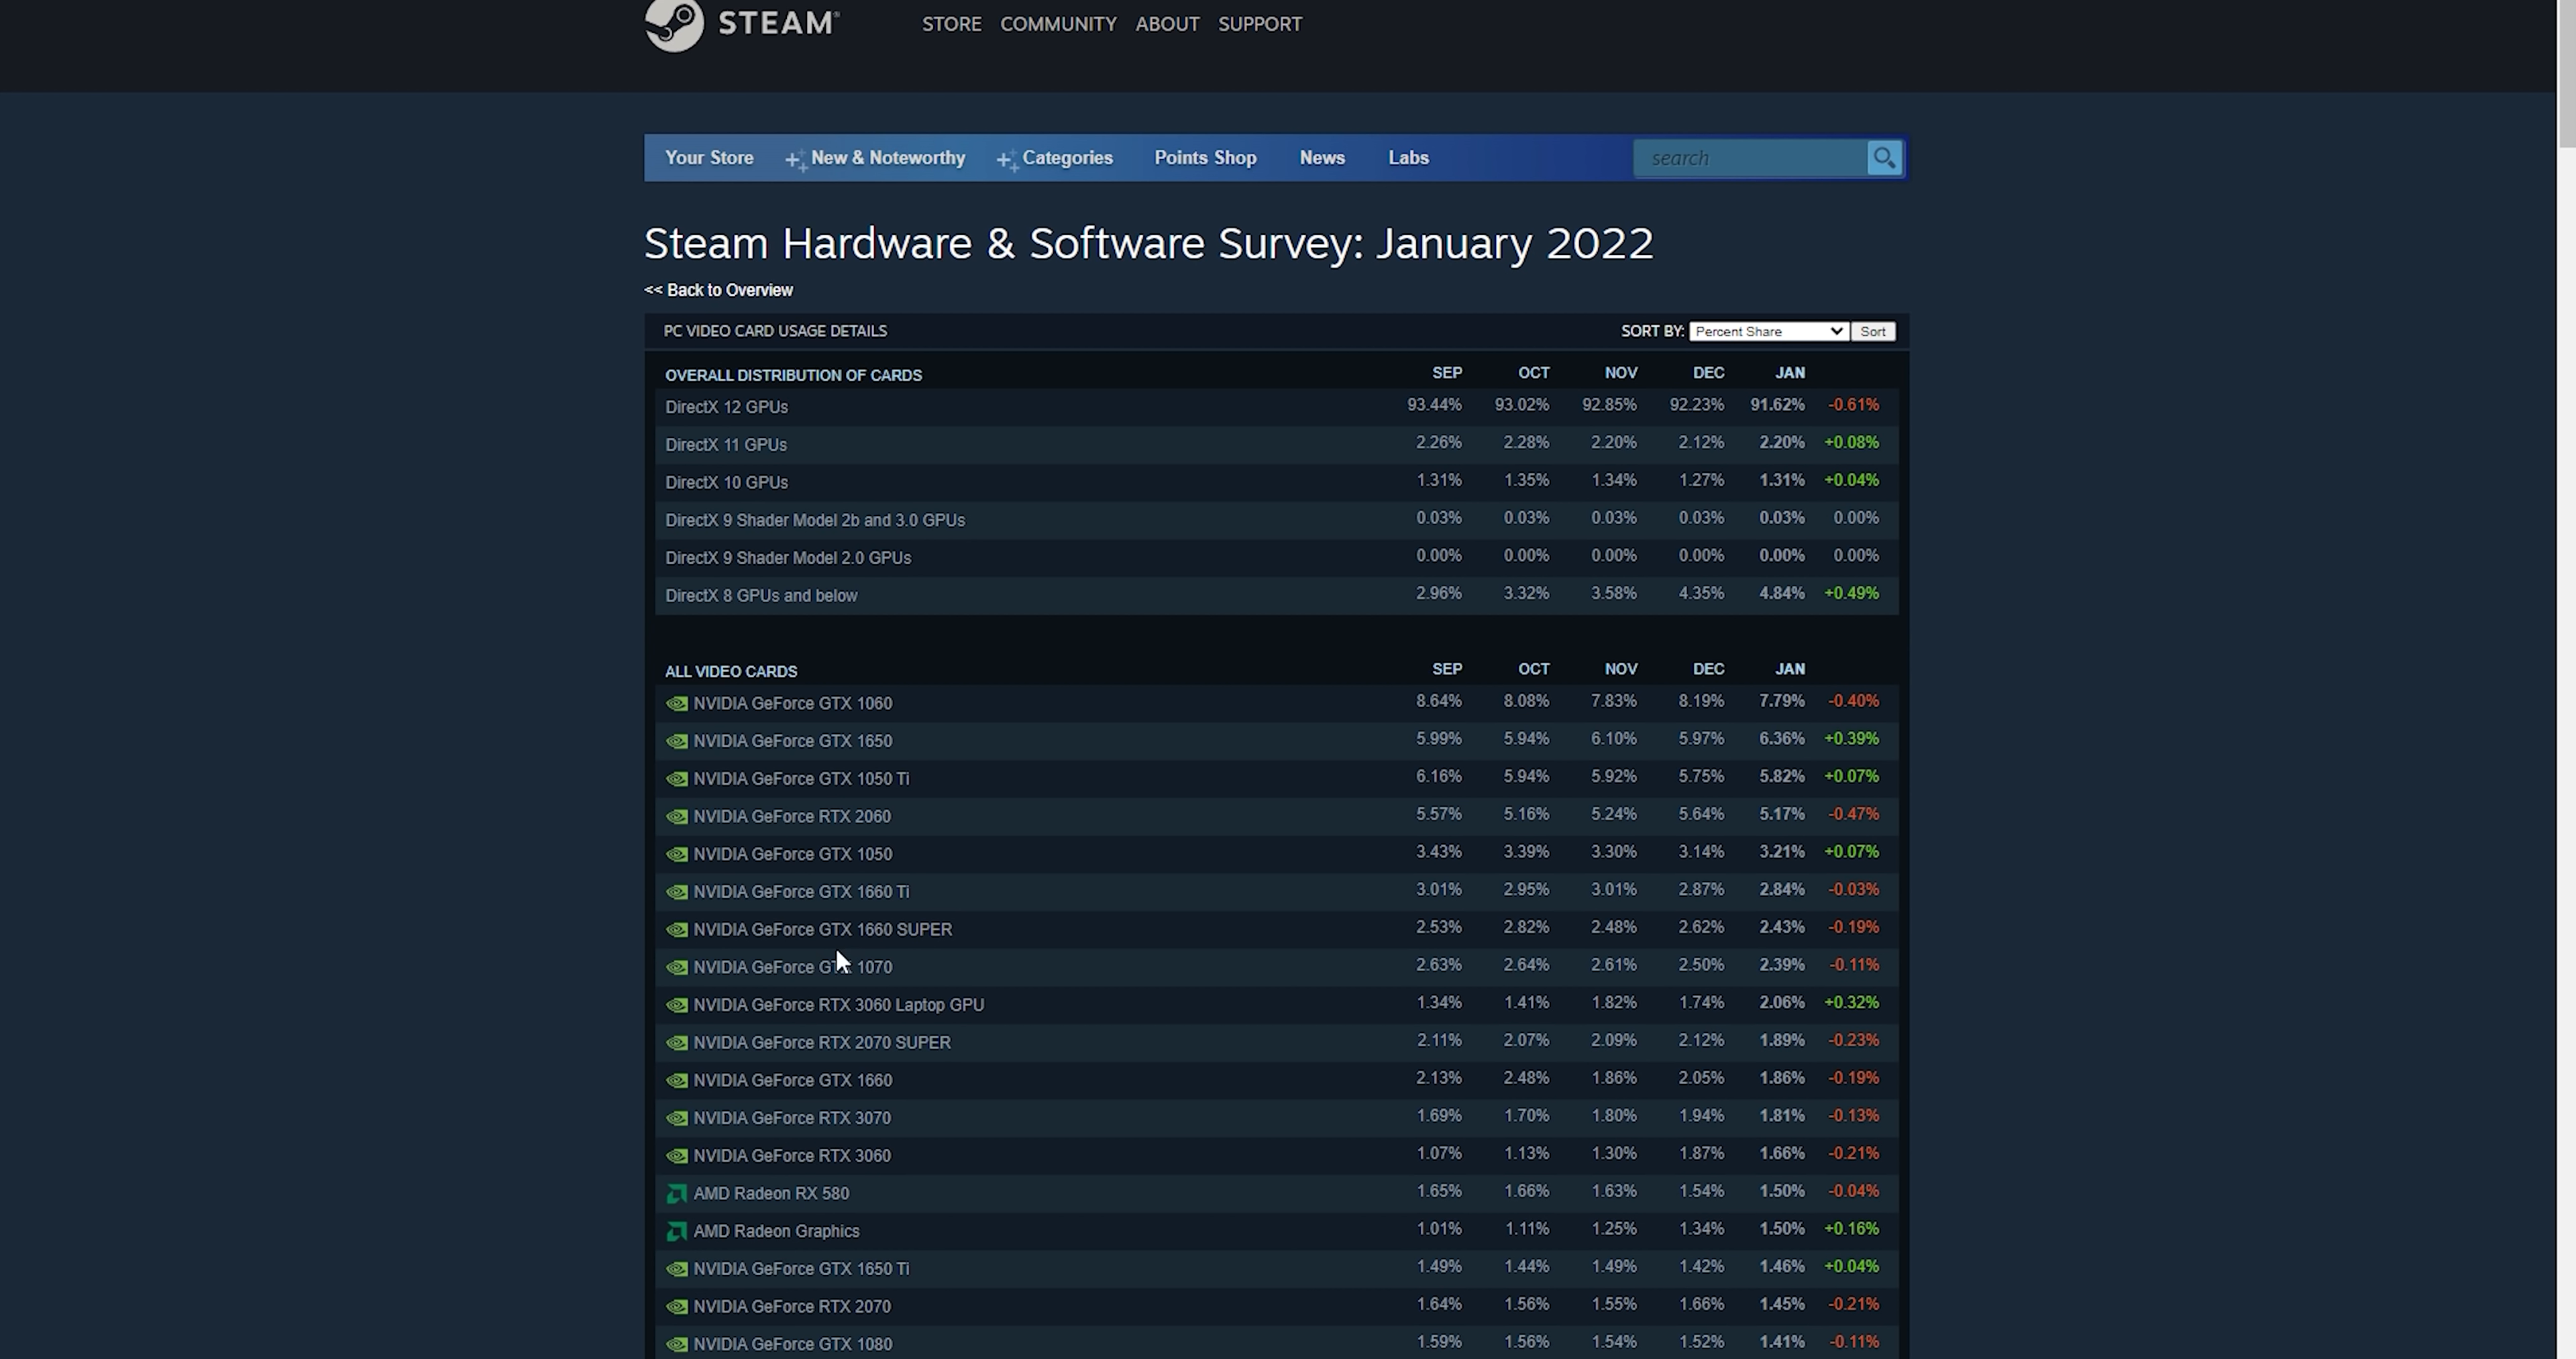 STEAM®
STORE COMMUNITY ABOUT SUPPORT
Your Store New & Noteworthy Categories Points Shop News Labs search
Steam Hardware & Software Survey: January 2022
<< Back to Overview
PC VIDEO CARD USAGE DETAILS SORT BY: Percent Share Sort
OVERALL DISTRIBUTION OF CARDS SEP OCT NOV DEC JAN
DirectX 12 GPUs 93.44% 93.02% 92.85% 92.23% 91.62% -0.61%
DirectX 11 GPUs 2.26% 2.28% 2.20% 2.12% 2.20% +0.08%
DirectX 10 GPUs 1.31% 1.35% 1.34% 1.27% 1.31% +0.04%
DirectX 9 Shader Model 2b and 3.0 GPUs 0.03% 0.03% 0.03% 0.03% 0.03% 0.00%
DirectX 9 Shader Model 2.0 GPUs 0.00% 0.00% 0.00% 0.00% 0.00% 0.00%
DirectX 8 GPUs and below 2.96% 3.32% 3.58% 4.35% 4.84% +0.49%
ALL VIDEO CARDS SEP OCT NOV DEC JAN
NVIDIA GeForce GTX 1060 8.64% 8.08% 7.83% 8.19% 7.79% -0.40%
NVIDIA GeForce GTX 1650 5.99% 5.94% 6.10% 5.97% 6.36% +0.39%
NVIDIA GeForce GTX 1050 Ti 6.16% 5.94% 5.92% 5.75% 5.82% +0.07%
NVIDIA GeForce RTX 2060 5.57% 5.16% 5.24% 5.64% 5.17% -0.47%
NVIDIA GeForce GTX 1050 3.43% 3.39% 3.30% 3.14% 3.21% +0.07%
NVIDIA GeForce GTX 1660 Ti 3.01% 2.95% 3.01% 2.87% 2.84% -0.03%
NVIDIA GeForce GTX 1660 SUPER 2.53% 2.82% 2.48% 2.62% 2.43% -0.19%
NVIDIA GeForce GTX 1070 2.63% 2.64% 2.61% 2.50% 2.39% -0.11%
NVIDIA GeForce RTX 3060 Laptop GPU 1.34% 1.41% 1.82% 1.74% 2.06% +0.32%
NVIDIA GeForce RTX 2070 SUPER 2.11% 2.07% 2.09% 2.12% 1.89% -0.23%
NVIDIA GeForce GTX 1660 2.13% 2.48% 1.86% 2.05% 1.86% -0.19%
NVIDIA GeForce RTX 3070 1.69% 1.70% 1.80% 1.94% 1.81% -0.13%
NVIDIA GeForce RTX 3060 1.07% 1.13% 1.30% 1.87% 1.66% -0.21%
AMD Radeon RX 580 1.65% 1.66% 1.63% 1.54% 1.50% -0.04%
AMD Radeon Graphics 1.01% 1.11% 1.25% 1.34% 1.50% +0.16%
NVIDIA GeForce GTX 1650 Ti 1.49% 1.44% 1.49% 1.42% 1.46% +0.04%
NVIDIA GeForce RTX 2070 1.64% 1.56% 1.55% 1.66% 1.45% -0.21%
NVIDIA GeForce GTX 1080 1.59% 1.56% 1.54% 1.52% 1.41% -0.11%